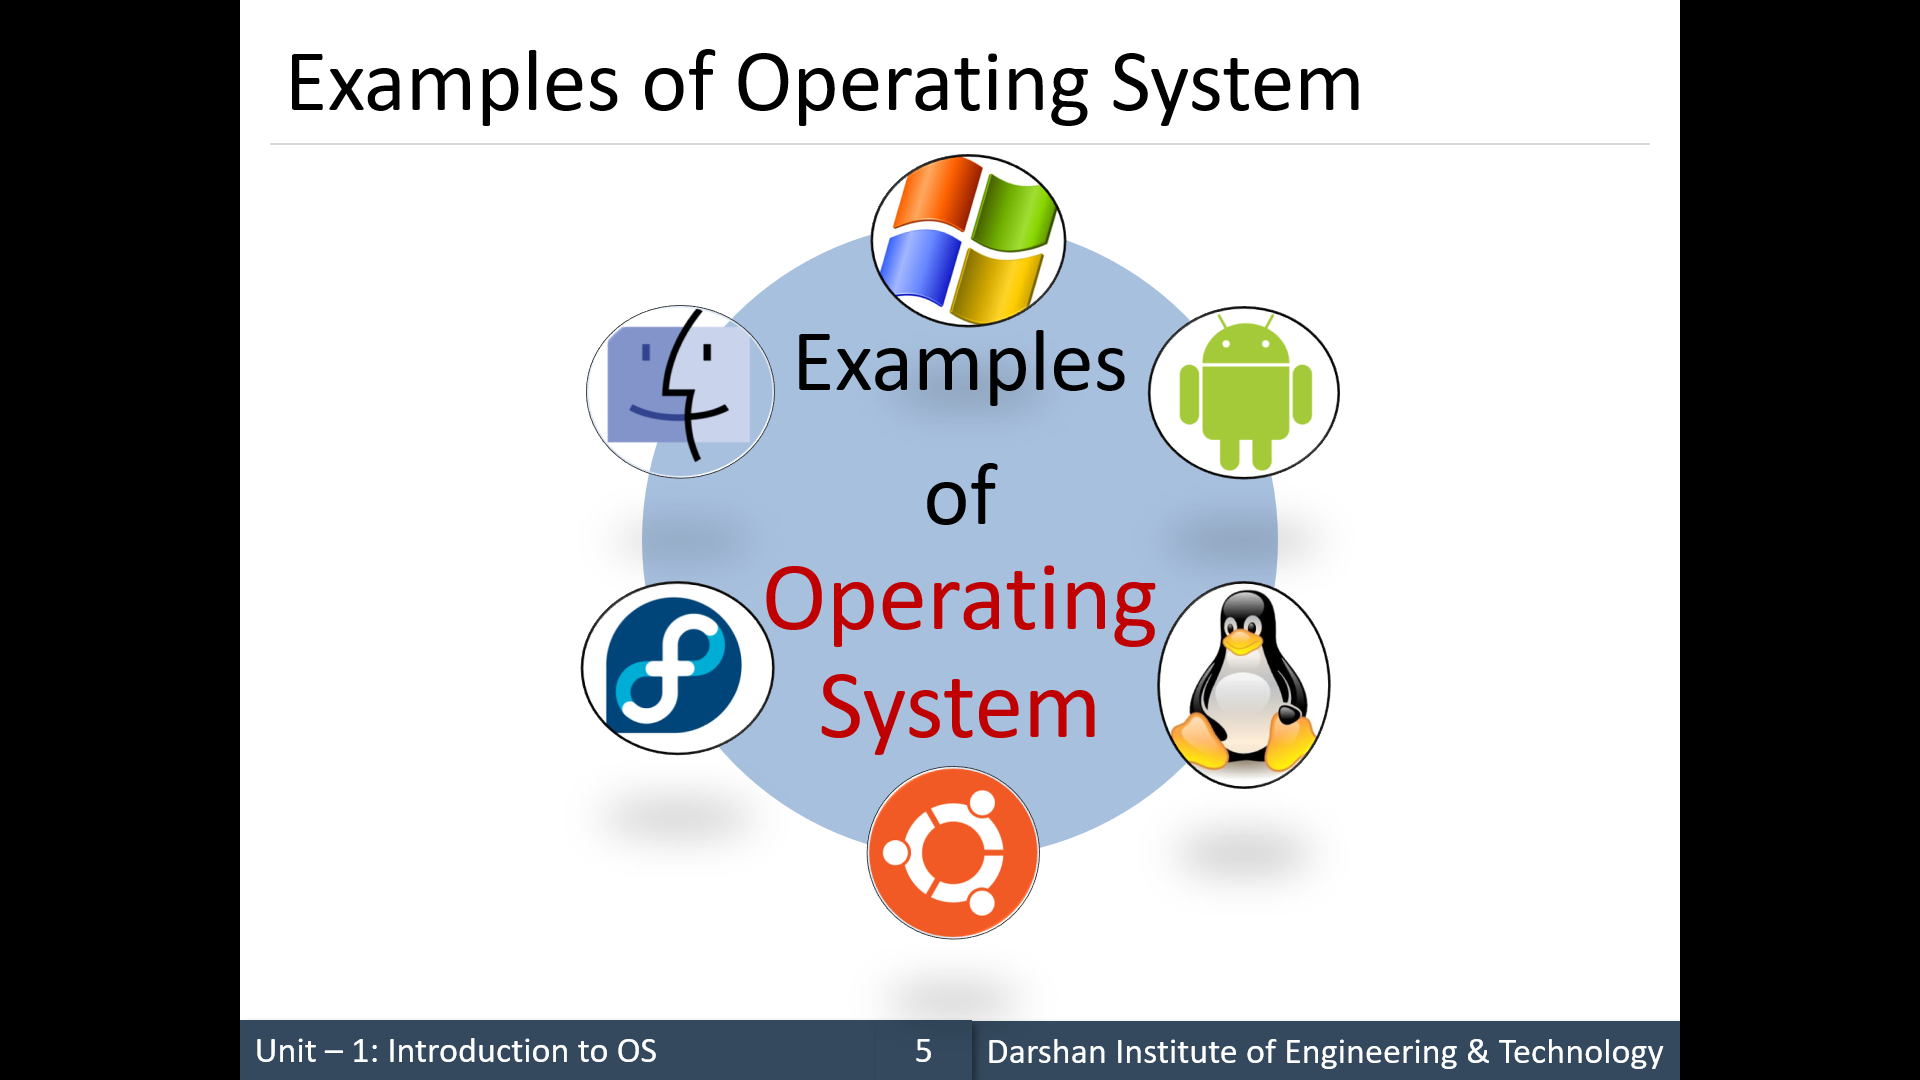 Examples of Operating System
Examples
of
Operating
System
Unit – 1: Introduction to OS
5
Darshan Institute of Engineering & Technology